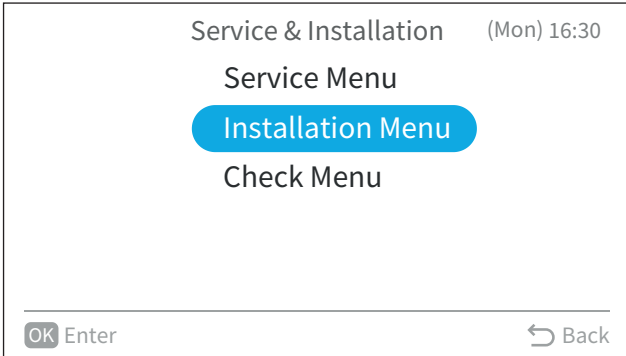 Service & Installation (Mon) 16:30
Service Menu
Installation Menu
Check Menu
OK Enter Back